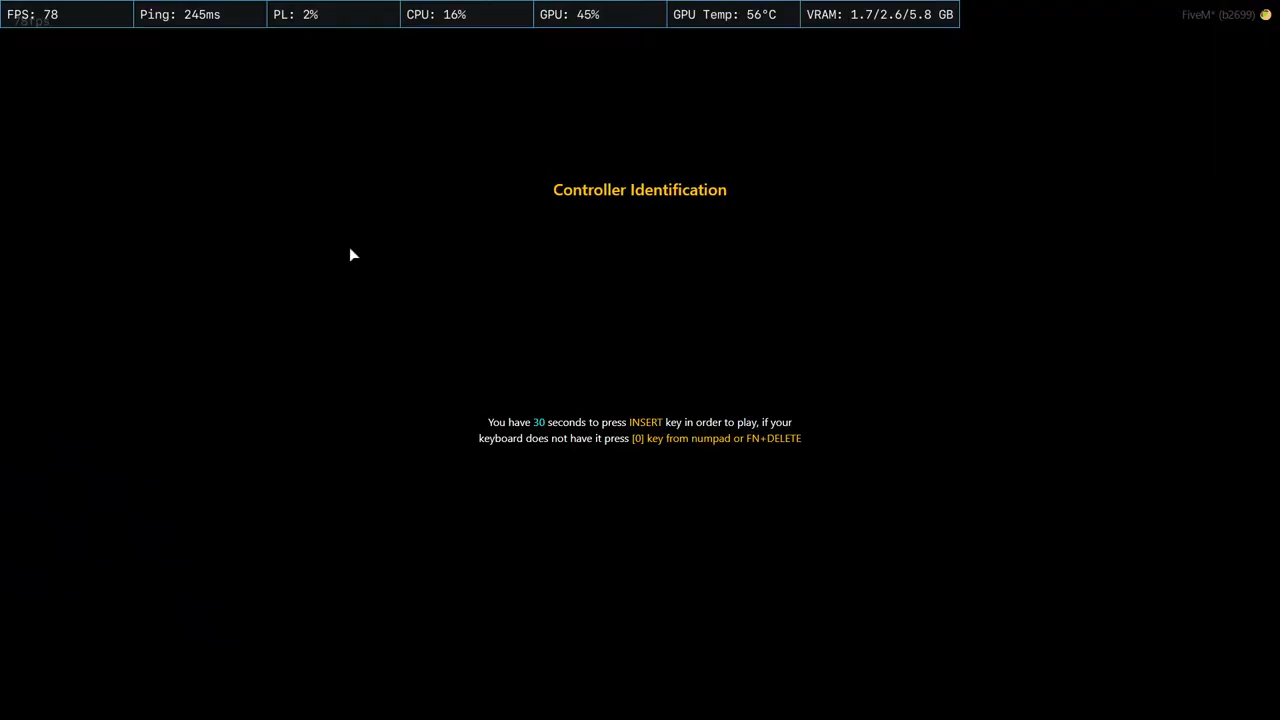 FPS: 78 Ping: 245ms PL: 2% CPU: 16% GPU: 45% GPU Temp: 56°C VRAM: 1.7/2.6/5.8 GB FiveM* (b2699)
78fps
Controller Identification
You have 30 seconds to press INSERT key in order to play, if your
keyboard does not have it press [0] key from numpad or FN+DELETE